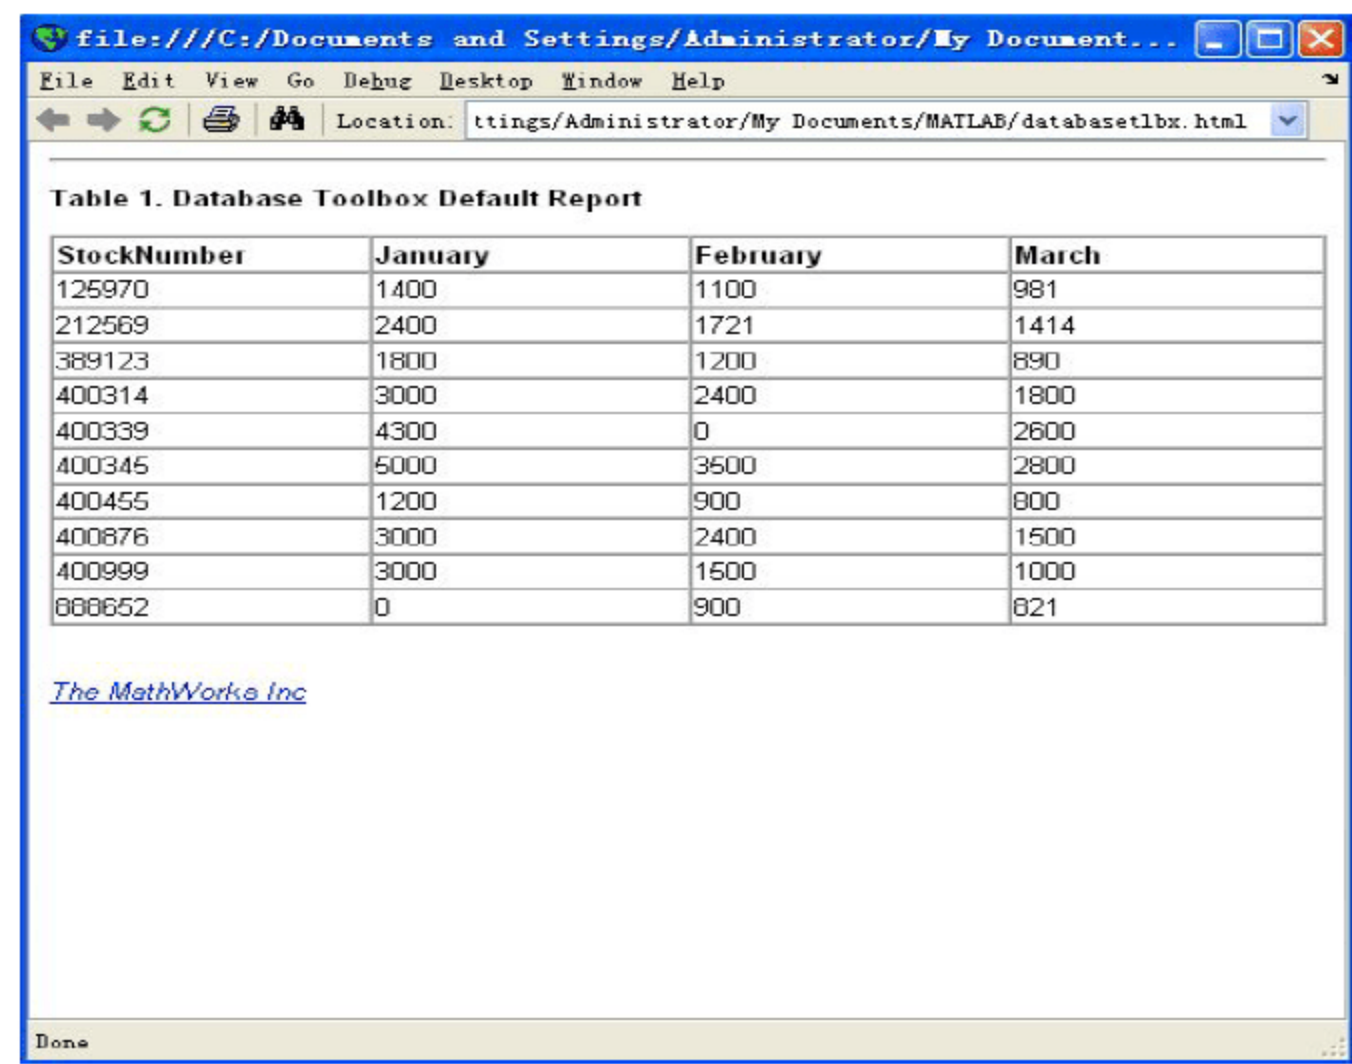 file:///C:/Documents and Settings/Administrator/My Document...
File Edit View Go Debug Desktop Window Help
Location: ttings/Administrator/My Documents/MATLAB/databasetlbx.html
Table 1. Database Toolbox Default Report
StockNumber January February March
125970 1400 1100 981
212569 2400 1721 1414
389123 1800 1200 890
400314 3000 2400 1800
400339 4300 0 2600
400345 5000 3500 2800
400455 1200 900 800
400876 3000 2400 1500
400999 3000 1500 1000
888652 0 900 821
The MathWorks Inc
Done